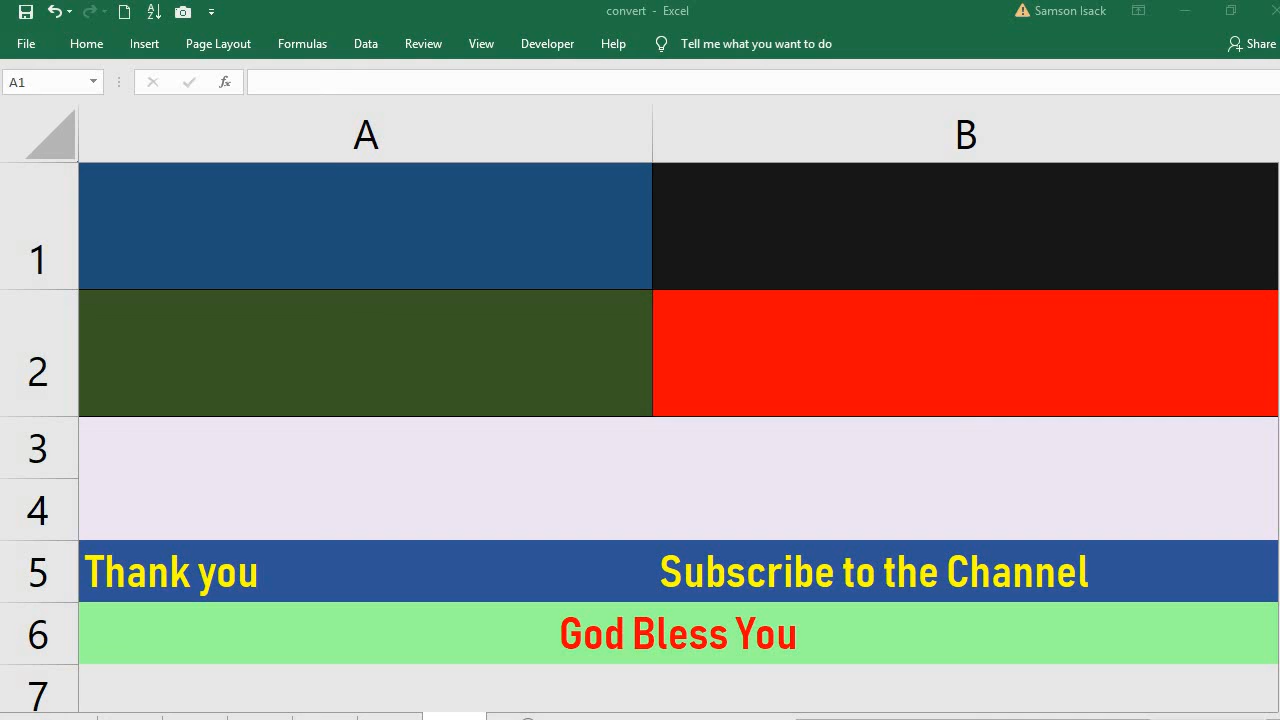 convert - Excel
Samson Isack
File Home Insert Page Layout Formulas Data Review View Developer Help Tell me what you want to do Share
A1 fx
A B
1
2
3
4
5 Thank you Subscribe to the Channel
6 God Bless You
7